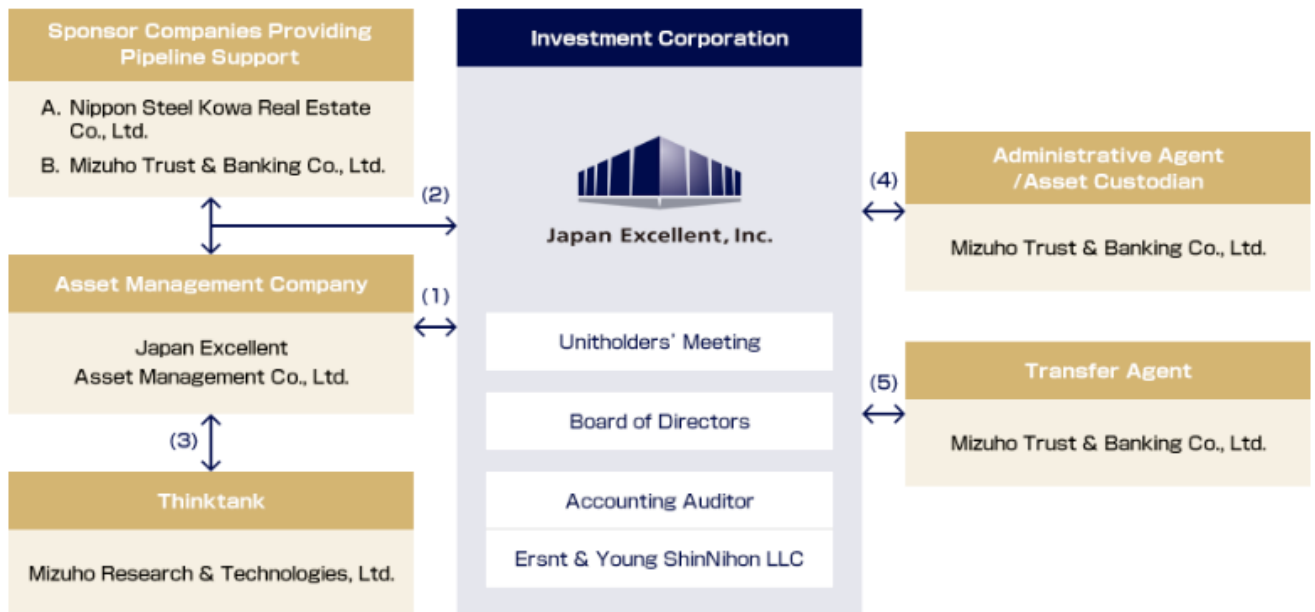 Sponsor Companies Providing
Pipeline Support
A. Nippon Steel Kowa Real Estate
Co., Ltd.
B. Mizuho Trust & Banking Co., Ltd.
(2)
Asset Management Company
Japan Excellent
Asset Management Co., Ltd.
(1)
(3)
Thinktank
Mizuho Research & Technologies, Ltd.
Investment Corporation
Japan Excellent, Inc.
Unitholders' Meeting
Board of Directors
Accounting Auditor
Ersnt & Young ShinNihon LLC
(4)
Administrative Agent
/Asset Custodian
Mizuho Trust & Banking Co., Ltd.
(5)
Transfer Agent
Mizuho Trust & Banking Co., Ltd.